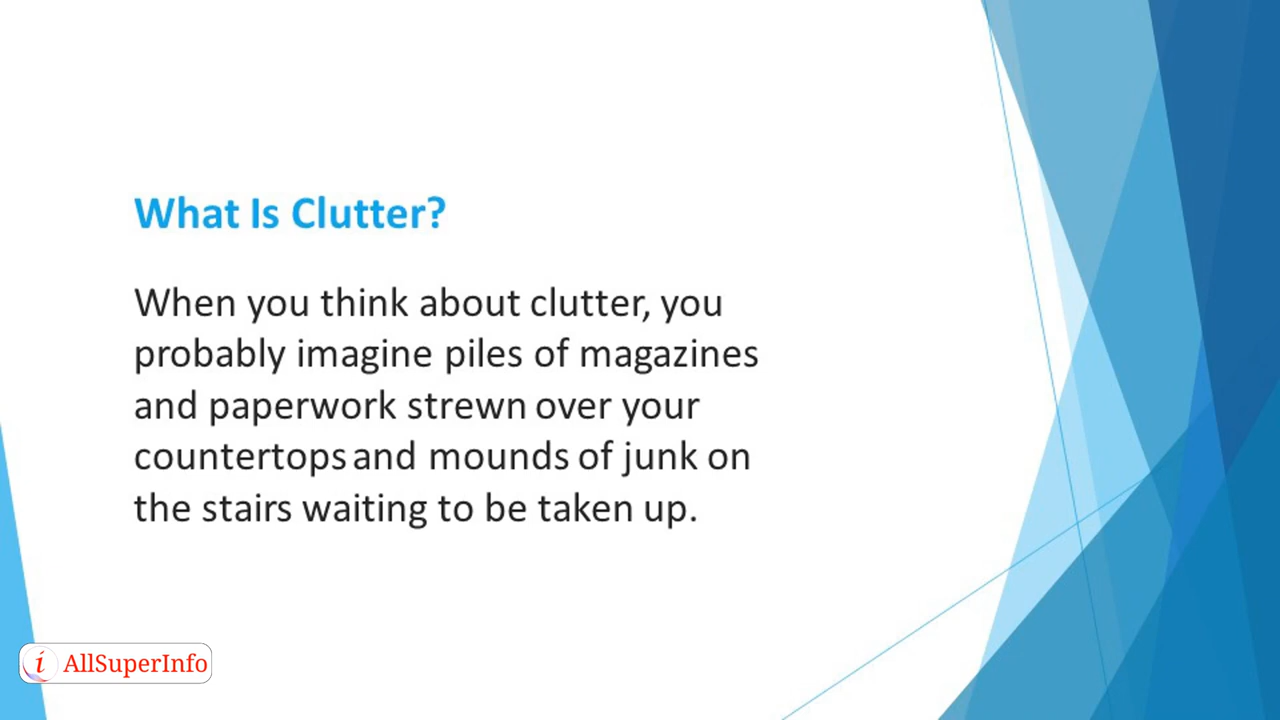 What Is Clutter?
When you think about clutter, you
probably imagine piles of magazines
and paperwork strewn over your
countertops and mounds of junk on
the stairs waiting to be taken up.
i AllSuperInfo